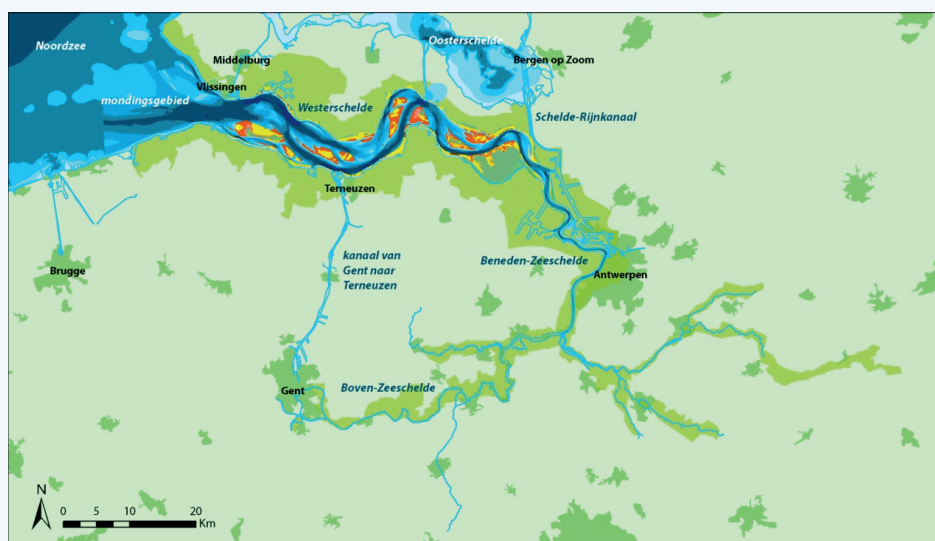 Noordzee
Oosterschelde
Middelburg
Bergen op Zoom
Vlissingen
mondingsgebied
Westerschelde
Schelde-Rijnkanaal
Terneuzen
kanaal van
Gent naar
Terneuzen
Beneden-Zeeschelde
Brugge
Antwerpen
Gent
Boven-Zeeschelde
N
0 5 10 20
Km